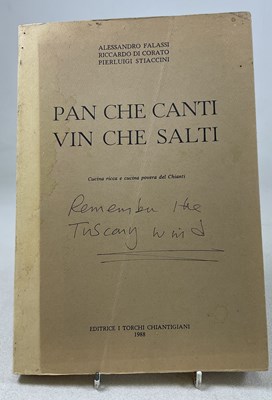 ALESSANDRO FALASSI
RICCARDO DI CORATO
PIERLUIGI STIACCINI
PAN CHE CANTI
VIN CHE SALTI
Cucina ricca e cucina povera del Chianti
Remember the
Tuscany wind
EDITRICE I TORCHI CHIANTIGIANI
1988